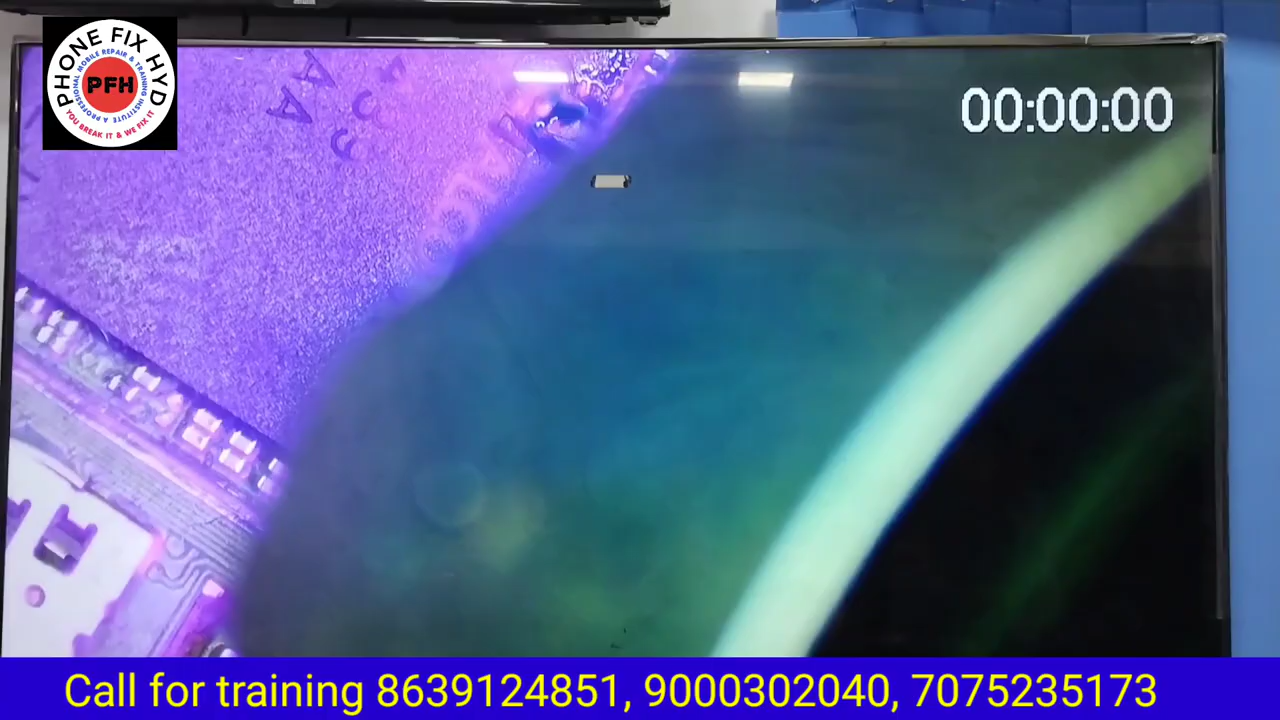 PHONE FIX HYD
A PROFESSIONAL MOBILE REPAIR & TRAINING INSTITUTE
PFH
YOU BREAK IT & WE FIX IT
00:00:00
Call for training 8639124851, 9000302040, 7075235173